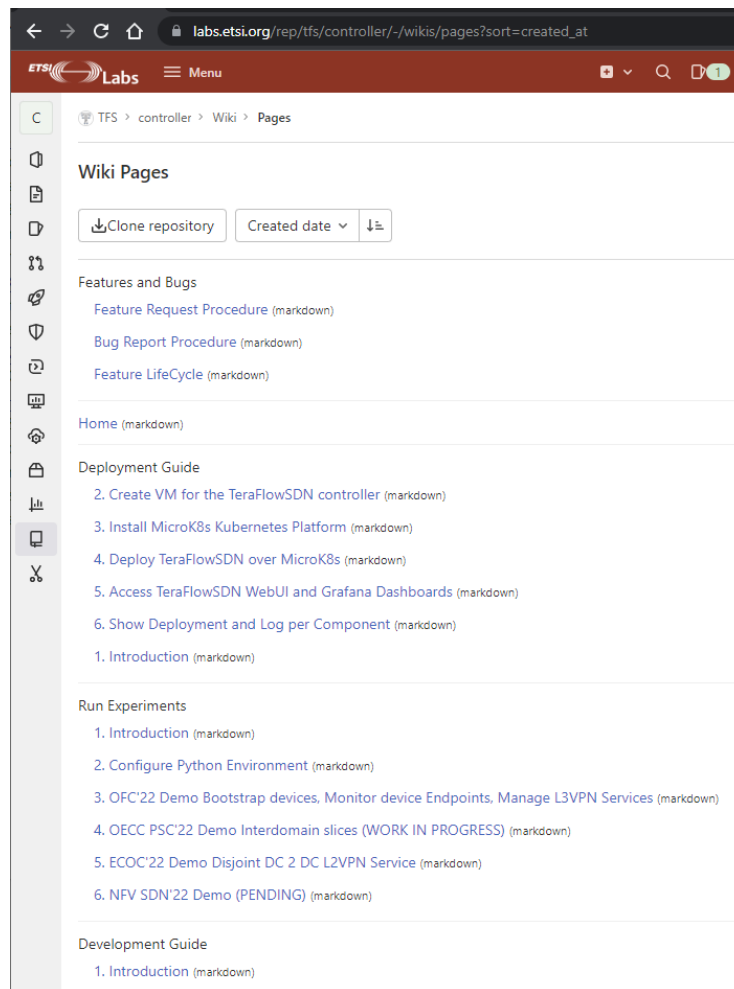 labs.etsi.org/rep/tfs/controller/-/wikis/pages?sort=created_at
ETSI Labs Menu 1
C TFS > controller > Wiki > Pages
Wiki Pages
Clone repository Created date
Features and Bugs
Feature Request Procedure (markdown)
Bug Report Procedure (markdown)
Feature LifeCycle (markdown)
Home (markdown)
Deployment Guide
2. Create VM for the TeraFlowSDN controller (markdown)
3. Install MicroK8s Kubernetes Platform (markdown)
4. Deploy TeraFlowSDN over MicroK8s (markdown)
5. Access TeraFlowSDN WebUI and Grafana Dashboards (markdown)
6. Show Deployment and Log per Component (markdown)
1. Introduction (markdown)
Run Experiments
1. Introduction (markdown)
2. Configure Python Environment (markdown)
3. OFC'22 Demo Bootstrap devices, Monitor device Endpoints, Manage L3VPN Services (markdown)
4. OECC PSC'22 Demo Interdomain slices (WORK IN PROGRESS) (markdown)
5. ECOC'22 Demo Disjoint DC 2 DC L2VPN Service (markdown)
6. NFV SDN'22 Demo (PENDING) (markdown)
Development Guide
1. Introduction (markdown)